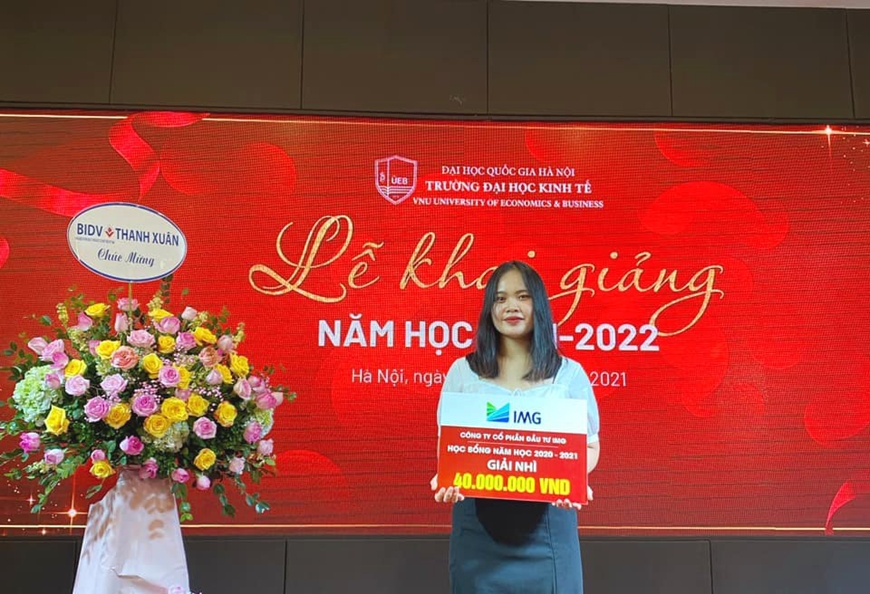 ĐẠI HỌC QUỐC GIA HÀ NỘI
TRƯỜNG ĐẠI HỌC KINH TẾ
VNU UNIVERSITY OF ECONOMICS & BUSINESS
UEB
BIDV THANH XUÂN
Chúc Mừng
Lễ khai giảng
NĂM HỌC -2022
Hà Nội, ngày 2021
IMG
CÔNG TY CỔ PHẦN ĐẦU TƯ IMG
HỌC BỔNG NĂM HỌC 2020 - 2021
GIẢI NHÌ
40.000.000 VND